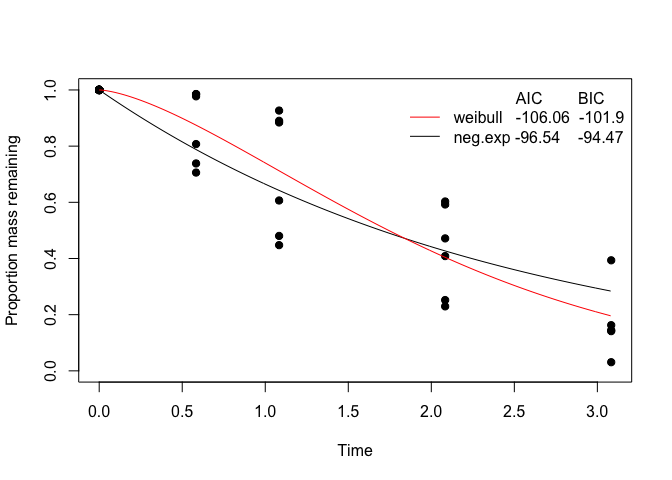 AIC BIC
weibull -106.06 -101.9
neg.exp -96.54 -94.47
Proportion mass remaining
1.0
0.8
0.6
0.4
0.2
0.0
0.0 0.5 1.0 1.5 2.0 2.5 3.0
Time